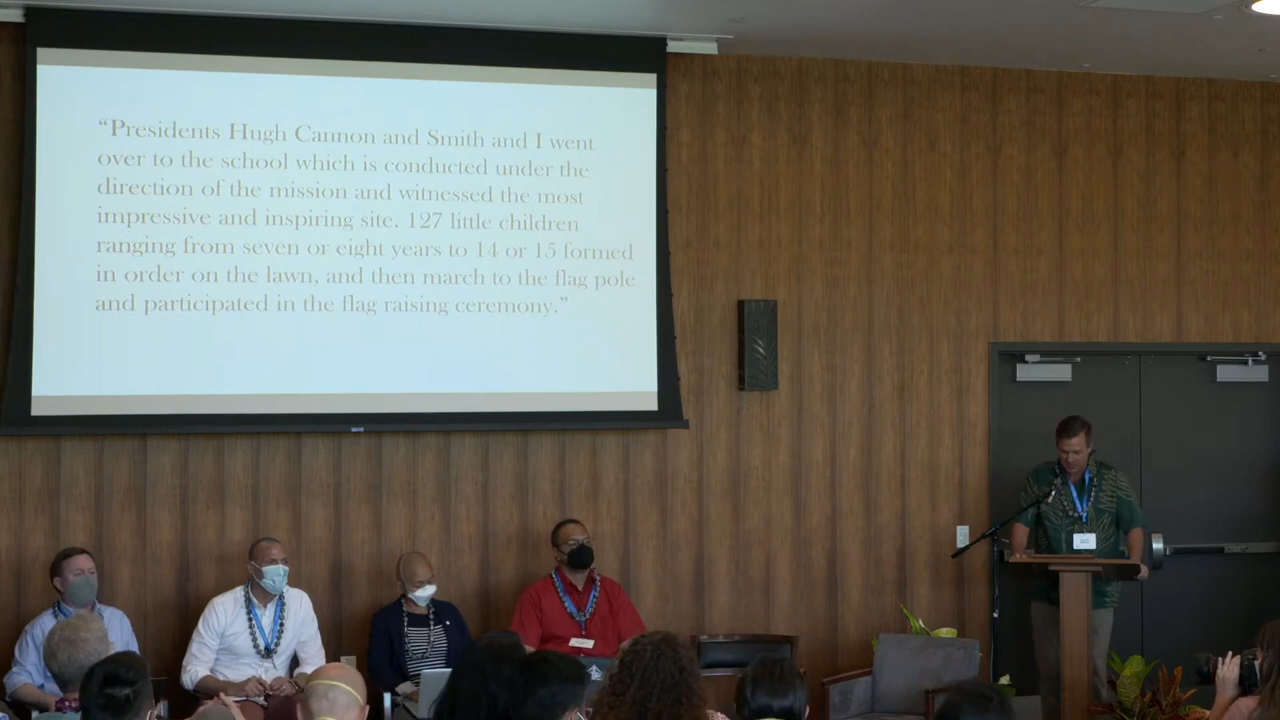 “Presidents Hugh Cannon and Smith and I went
over to the school which is conducted under the
direction of the mission and witnessed the most
impressive and inspiring site. 127 little children
ranging from seven or eight years to 14 or 15 formed
in order on the lawn, and then march to the flag pole
and participated in the flag raising ceremony.”